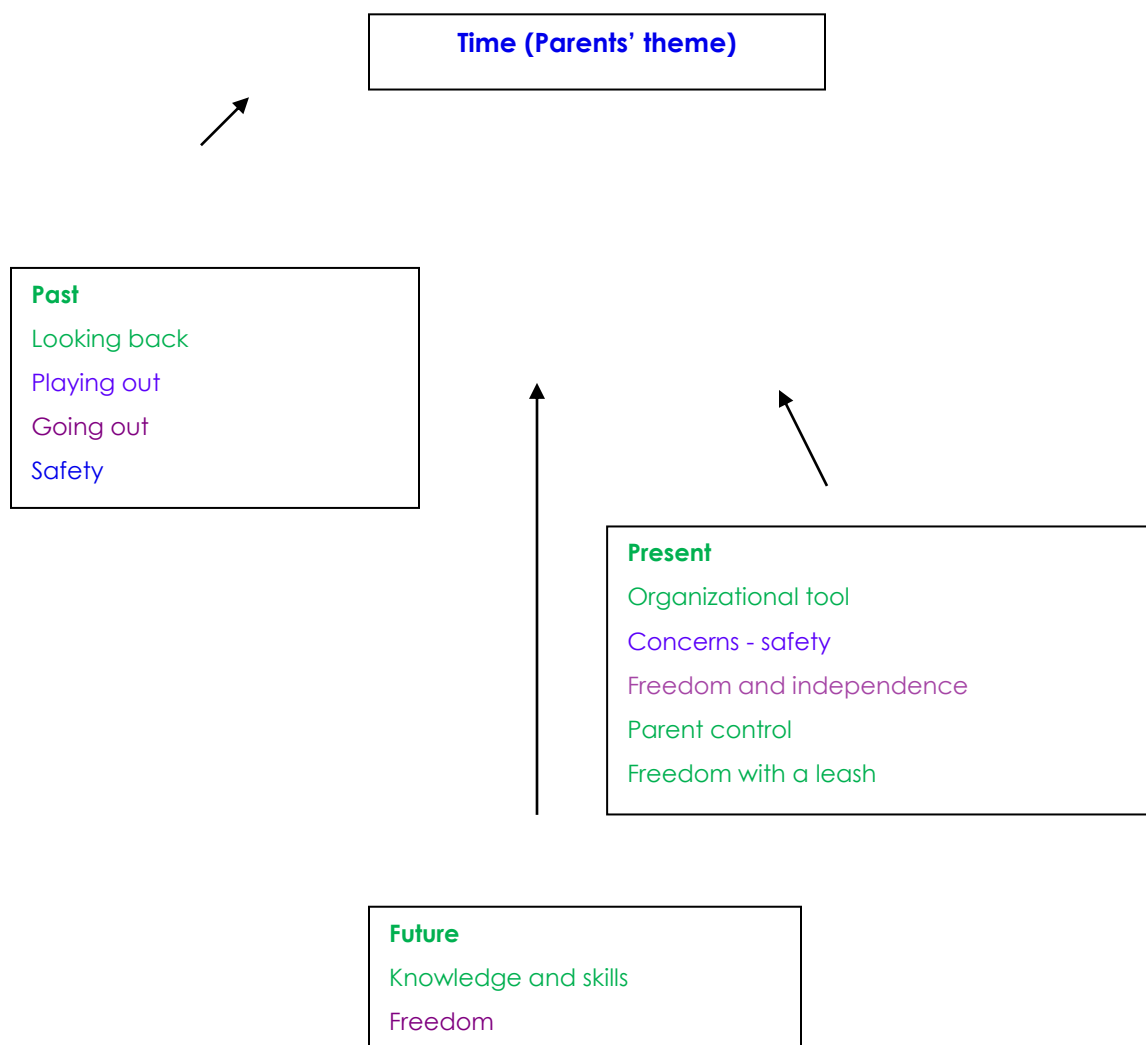 Time (Parents’ theme)
Past
Looking back
Playing out
Going out
Safety
Present
Organizational tool
Concerns - safety
Freedom and independence
Parent control
Freedom with a leash
Future
Knowledge and skills
Freedom